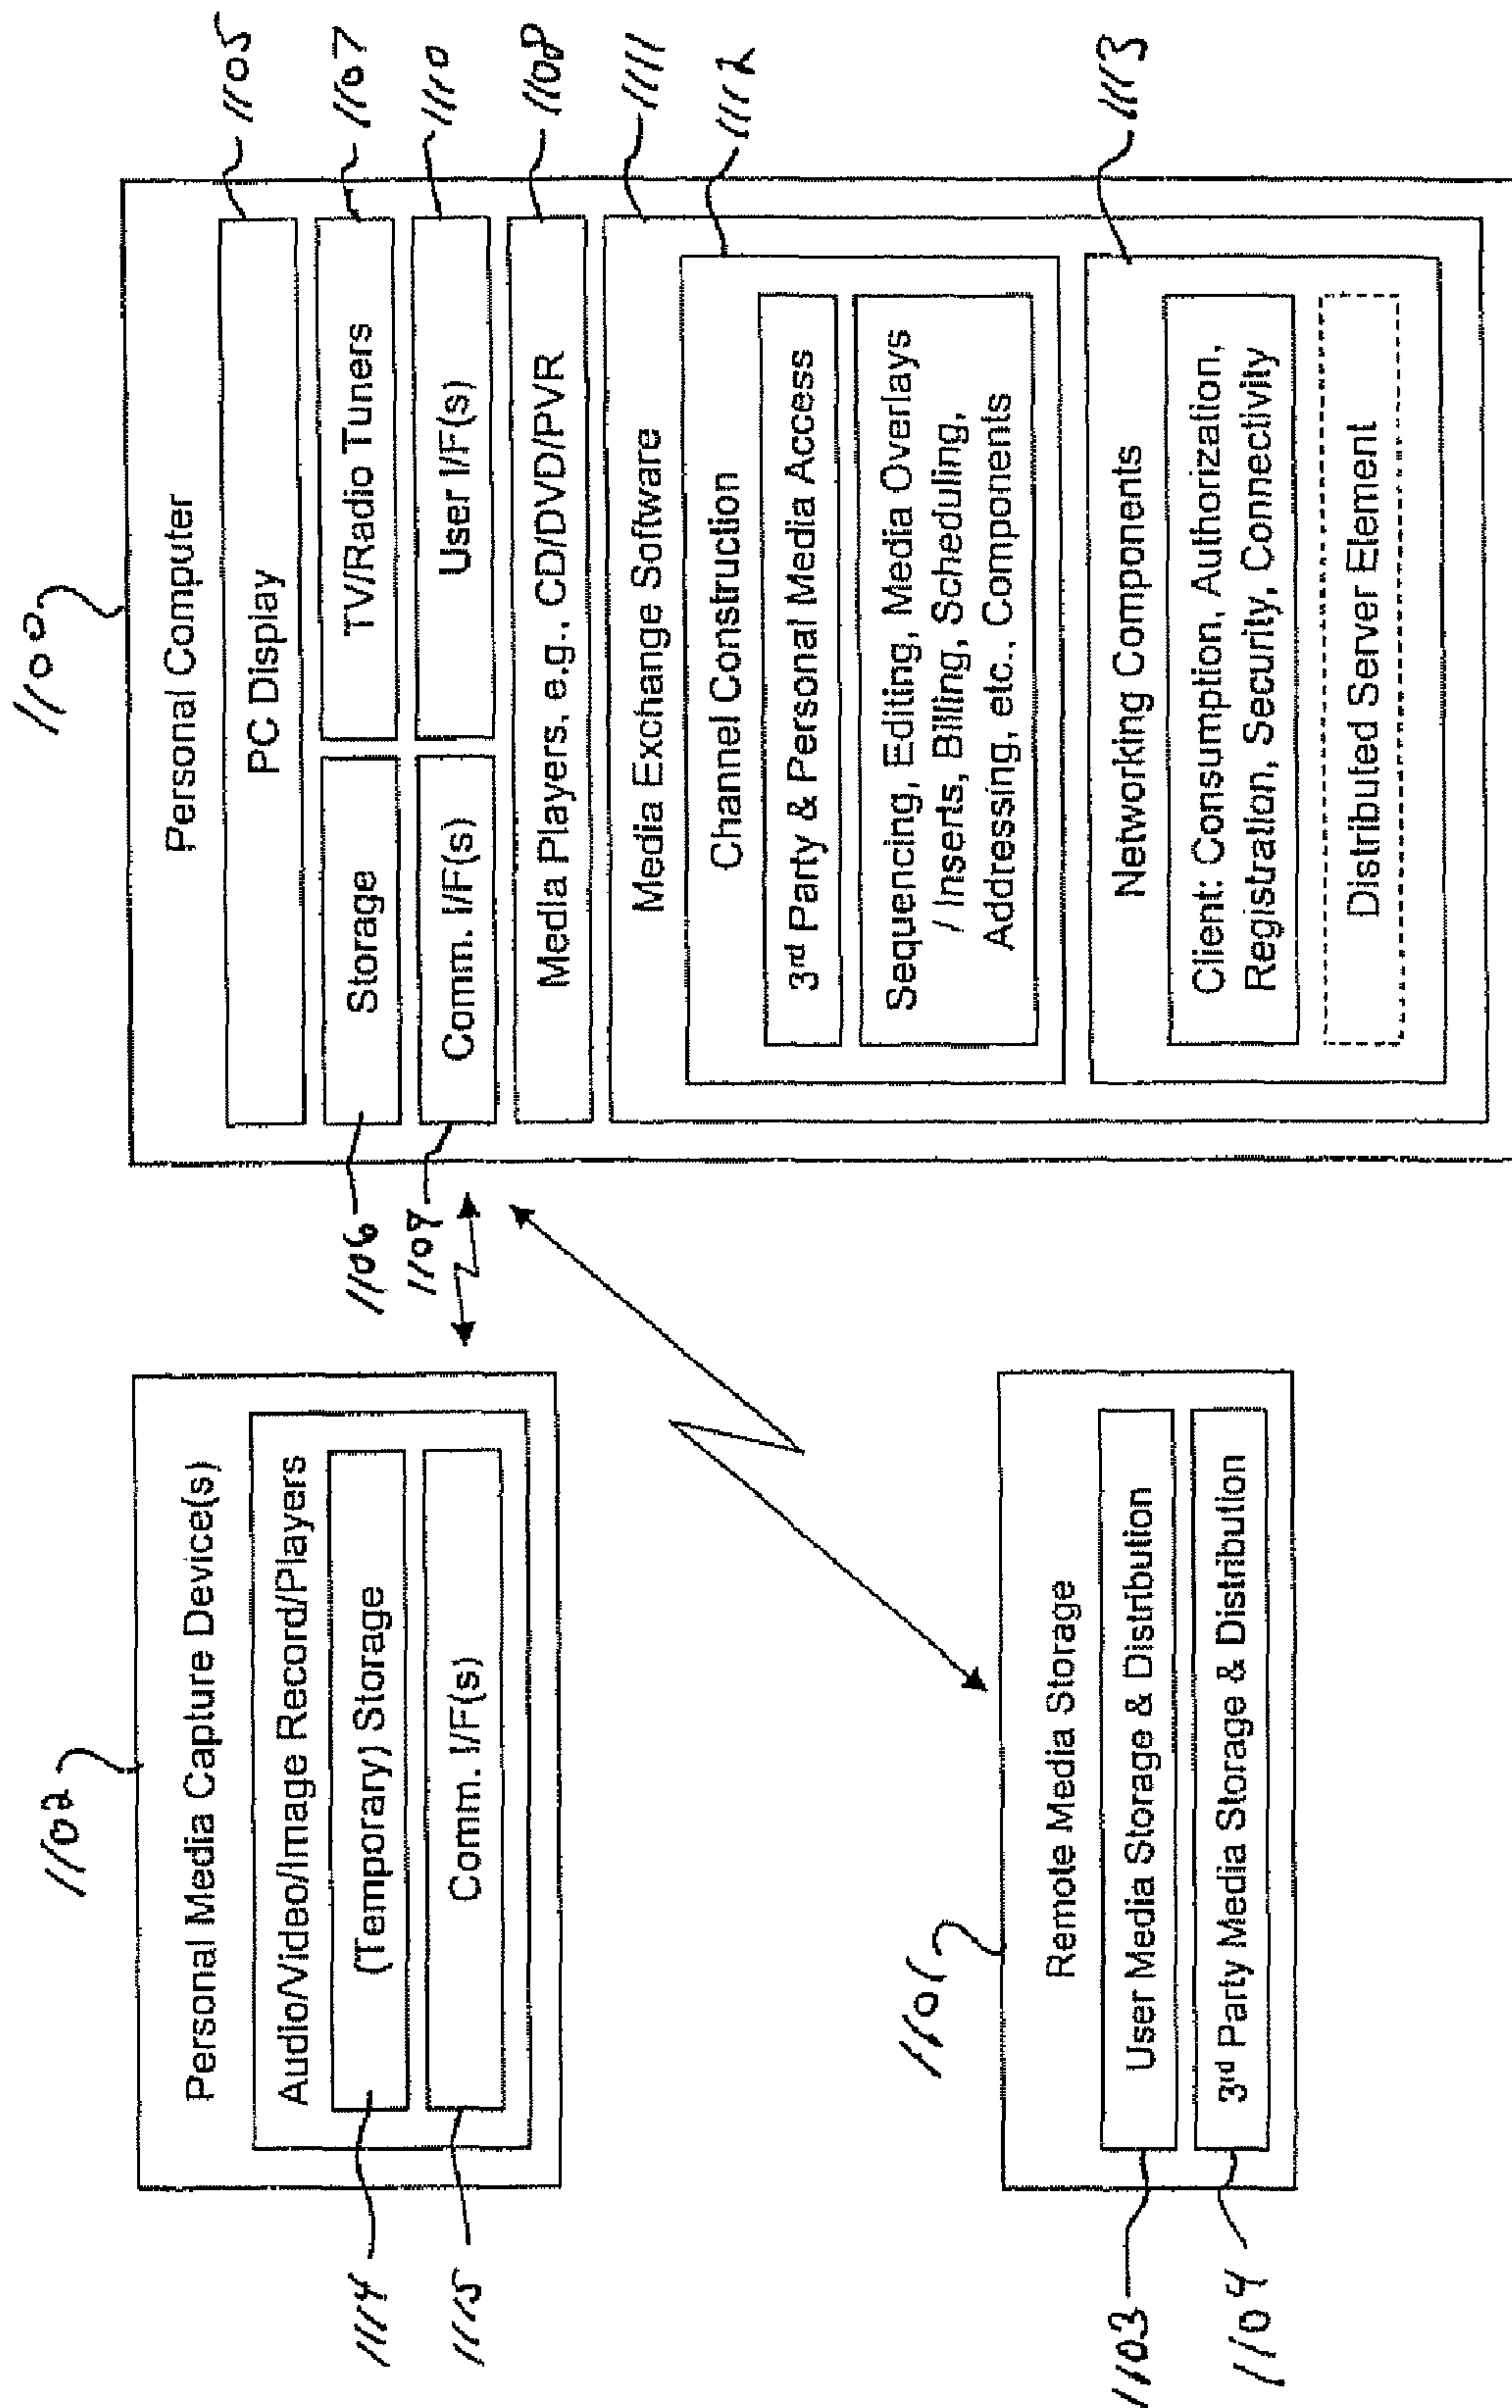 1102
Personal Media Capture Device(s)
Audio/Video/Image Record/Players
(Temporary) Storage
1114
Comm. I/F(s)
1115
1101
Remote Media Storage
User Media Storage & Distribution
1103
3rd Party Media Storage & Distribution
1104
1100
Personal Computer
PC Display
1105
1106
Storage
TV/Radio Tuners
1107
1109
Comm. I/F(s)
User I/F(s)
1110
Media Players, e.g., CD/DVD/PVR
1108
Media Exchange Software
1111
Channel Construction
1112
3rd Party & Personal Media Access
Sequencing, Editing, Media Overlays
/ Inserts, Billing, Scheduling,
Addressing, etc., Components
Networking Components
1113
Client: Consumption, Authorization,
Registration, Security, Connectivity
Distributed Server Element